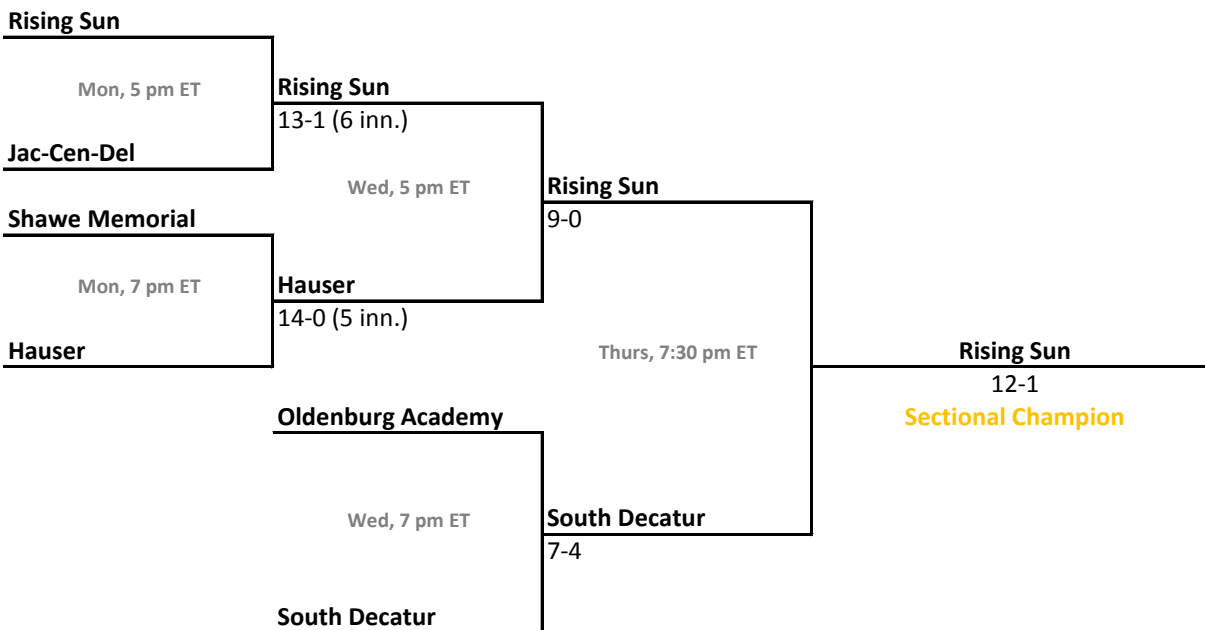 Rising Sun
Mon, 5 pm ET
Rising Sun
13-1 (6 inn.)
Jac-Cen-Del
Wed, 5 pm ET
Rising Sun
9-0
Shawe Memorial
Mon, 7 pm ET
Hauser
14-0 (5 inn.)
Hauser
Thurs, 7:30 pm ET
Rising Sun
12-1
Sectional Champion
Oldenburg Academy
Wed, 7 pm ET
South Decatur
7-4
South Decatur